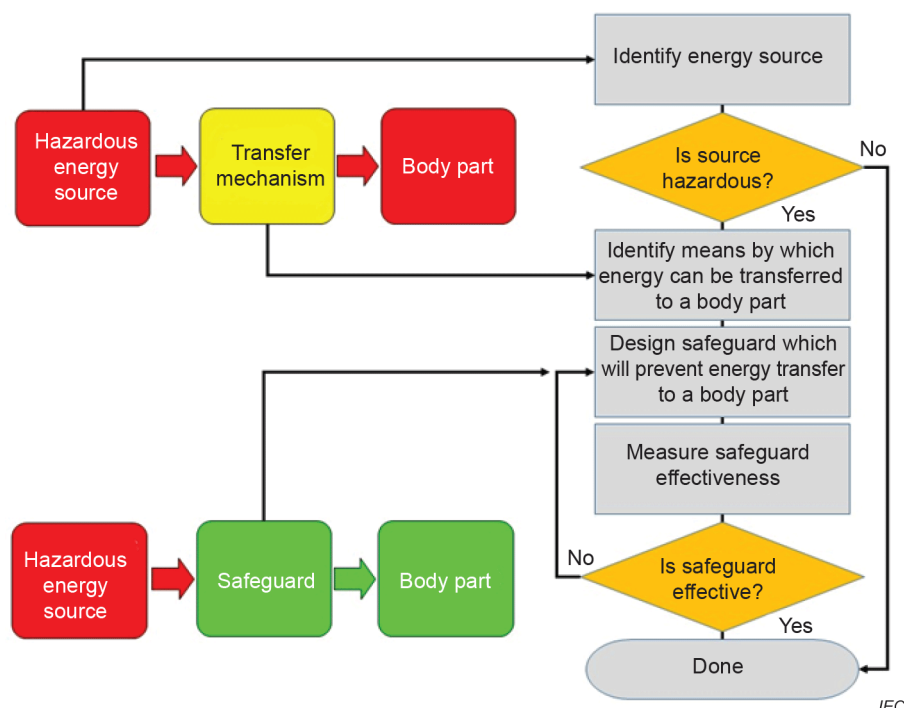 Identify energy source
Hazardous
energy
source
Transfer
mechanism
Body part
Is source
hazardous?
No
Yes
Identify means by which
energy can be transferred
to a body part
Design safeguard which
will prevent energy transfer
to a body part
Measure safeguard
effectiveness
Hazardous
energy
source
Safeguard
Body part
No
Is safeguard
effective?
Yes
Done
IEC